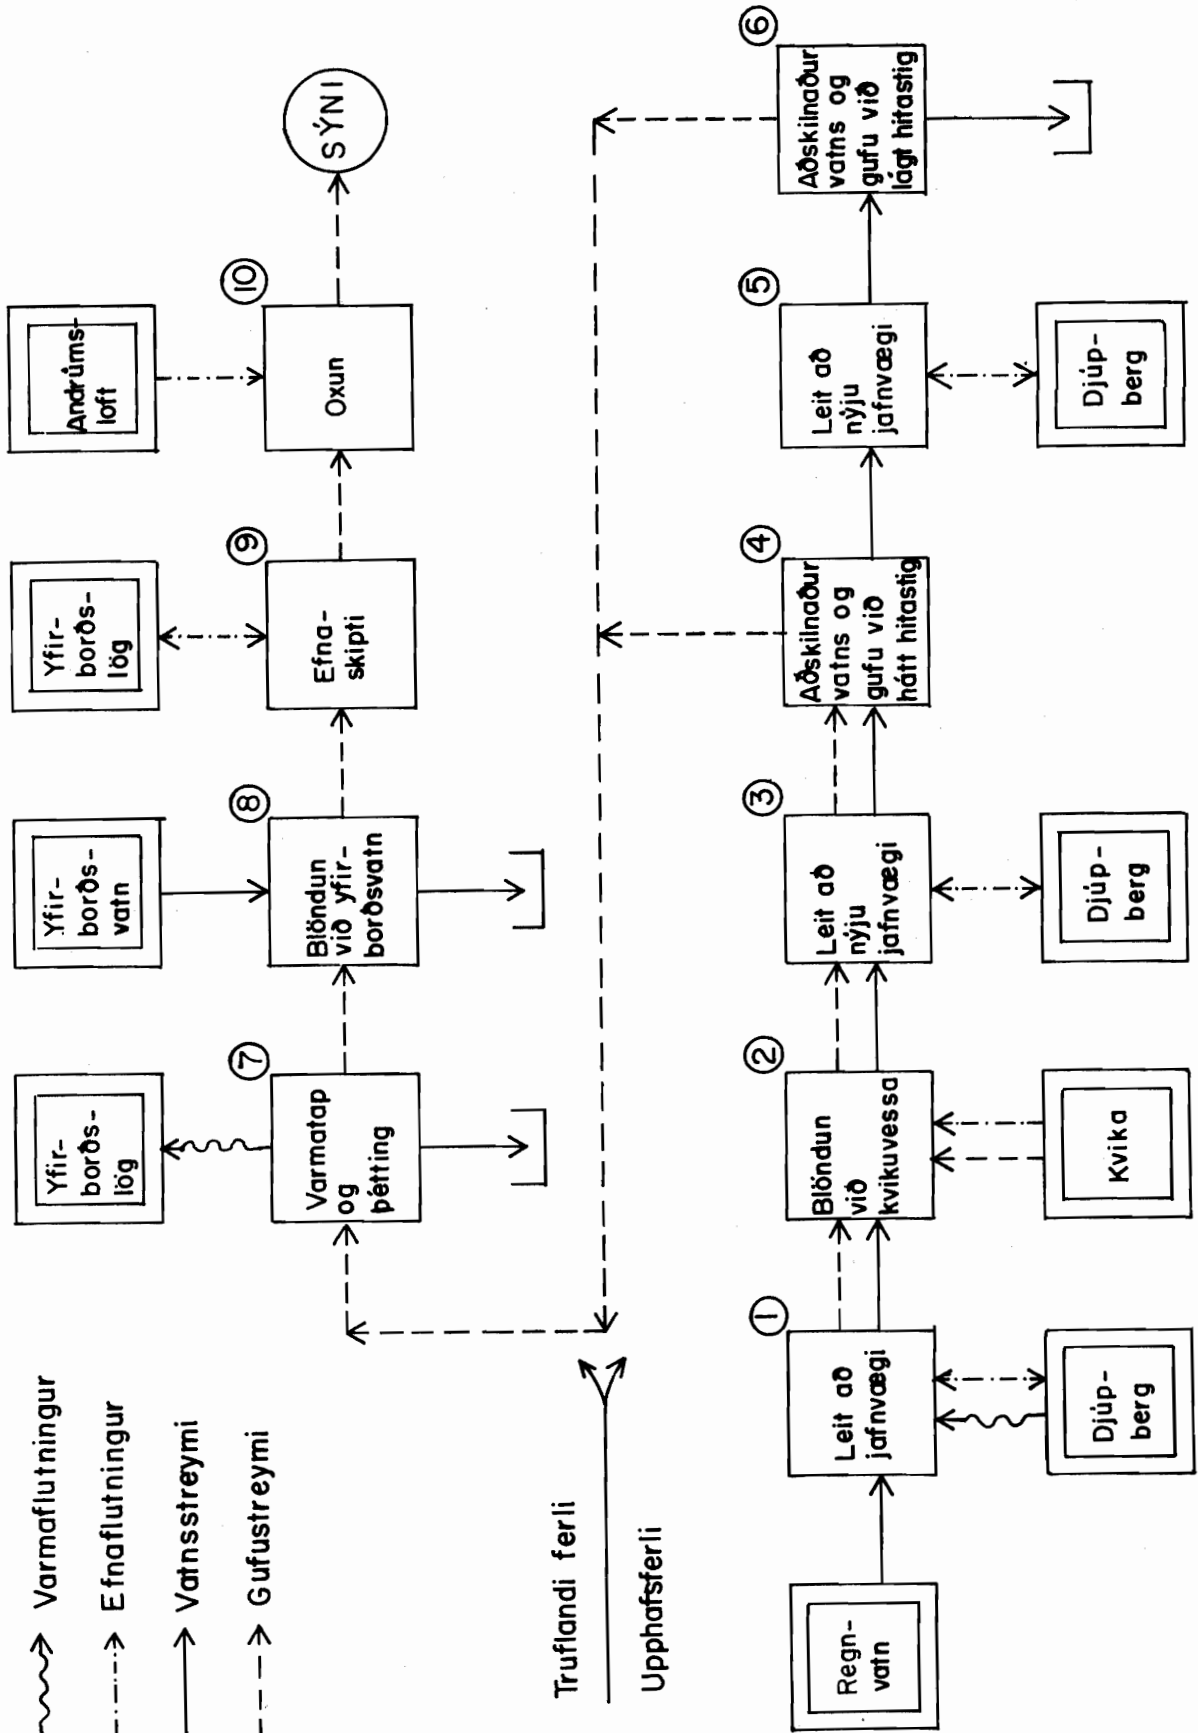 Varmaflutningur
Efnaflutningur
Vatnsstreymi
Gufustreymi
Yfir-
borðs-
lög
Yfir-
borðs-
vatn
Yfir-
borðs-
lög
Andrúms-
loft
7
Varmatap
og
þétting
8
Blöndun
við yfir-
borðsvatn
9
Efna-
skipti
10
Oxun
SÝNI
Truflandi ferli
Upphafsferli
Regn-
vatn
1
Leit að
jafnvægi
2
Blöndun
við
kvikuvessa
3
Leit að
nýju
jafnvægi
4
Aðskilnaður
vatns og
gufu við
hátt hitastig
5
Leit að
nýju
jafnvægi
6
Aðskilnaður
vatns og
gufu við
lágt hitastig
Djúp-
berg
Kvika
Djúp-
berg
Djúp-
berg